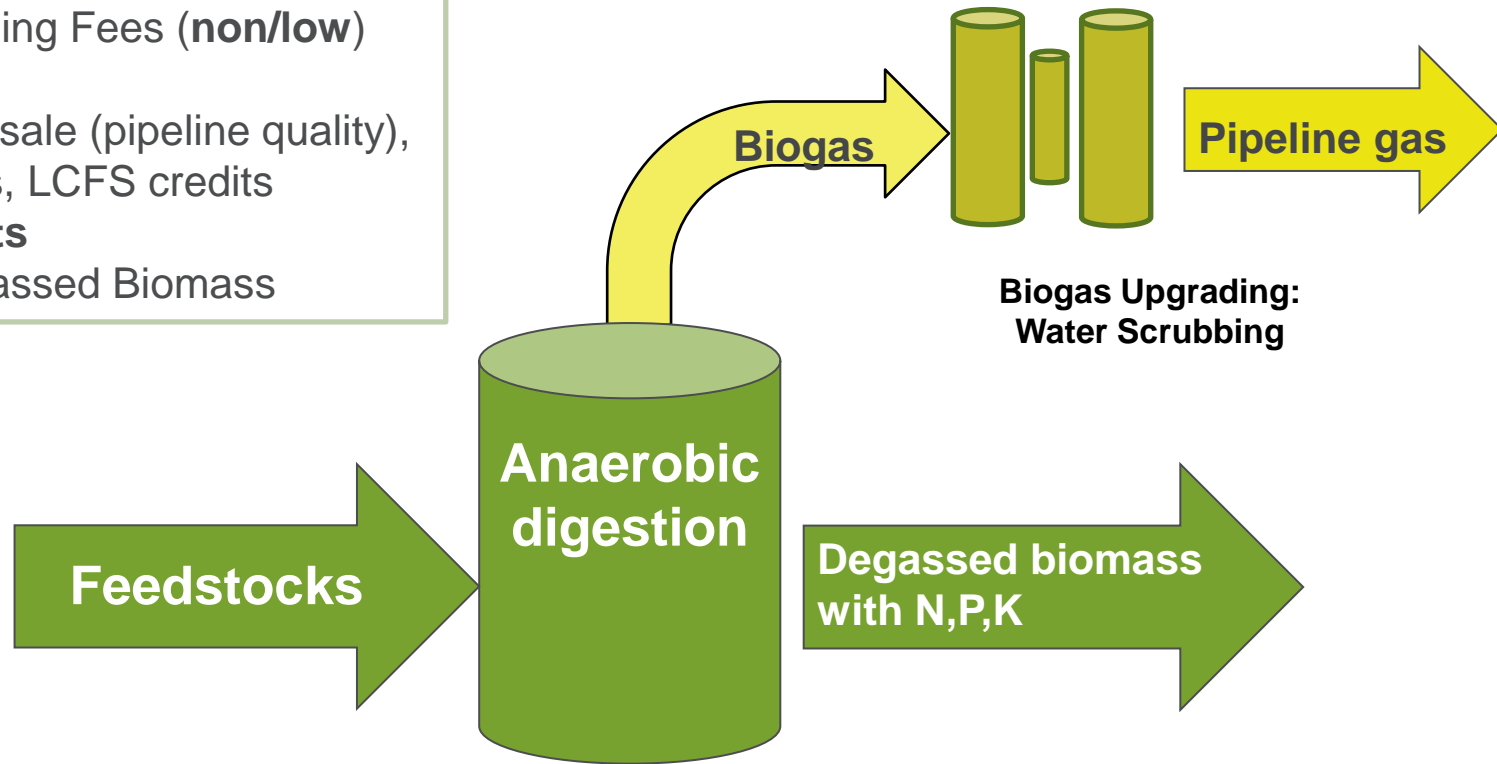 ing Fees (non/low)
sale (pipeline quality),
, LCFS credits
ts
assed Biomass
Biogas
Pipeline gas
Biogas Upgrading:
Water Scrubbing
Anaerobic
digestion
Feedstocks
Degassed biomass
with N,P,K